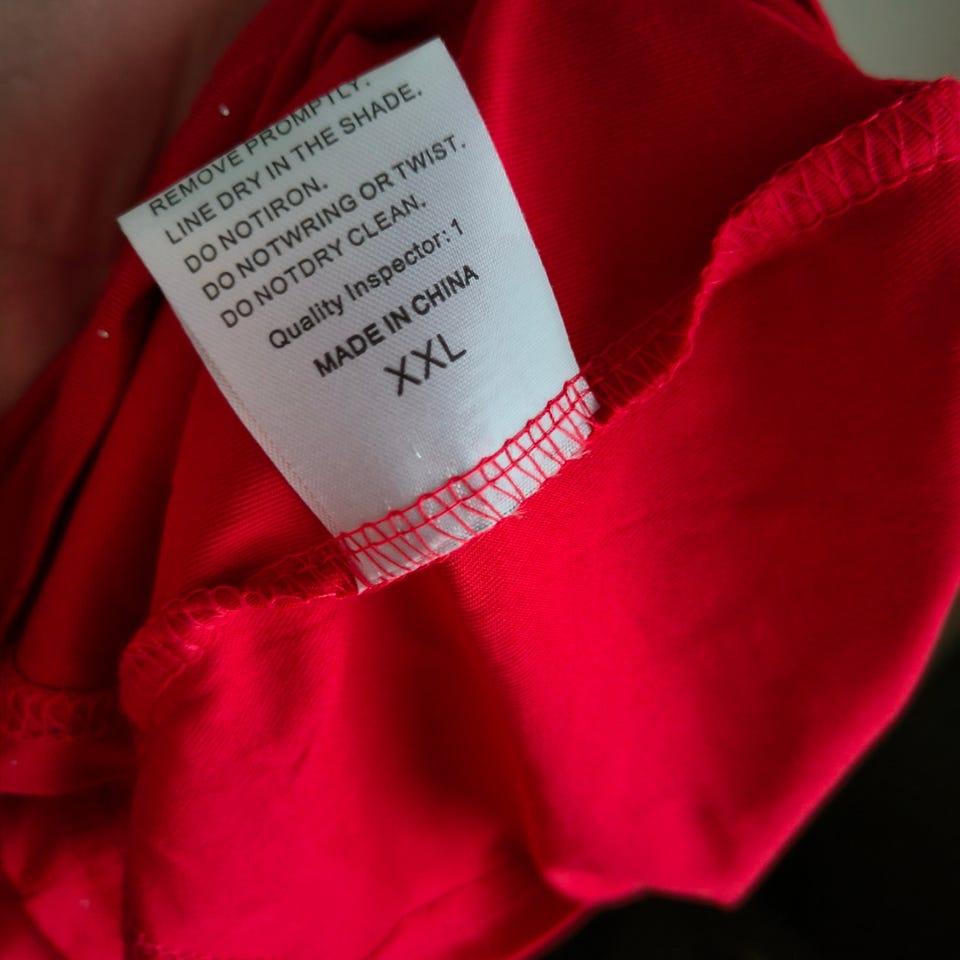 REMOVE PROMPTLY.
LINE DRY IN THE SHADE.
DO NOTIRON.
DO NOTWRING OR TWIST.
DO NOTDRY CLEAN.
Quality Inspector: 1
MADE IN CHINA
XXL